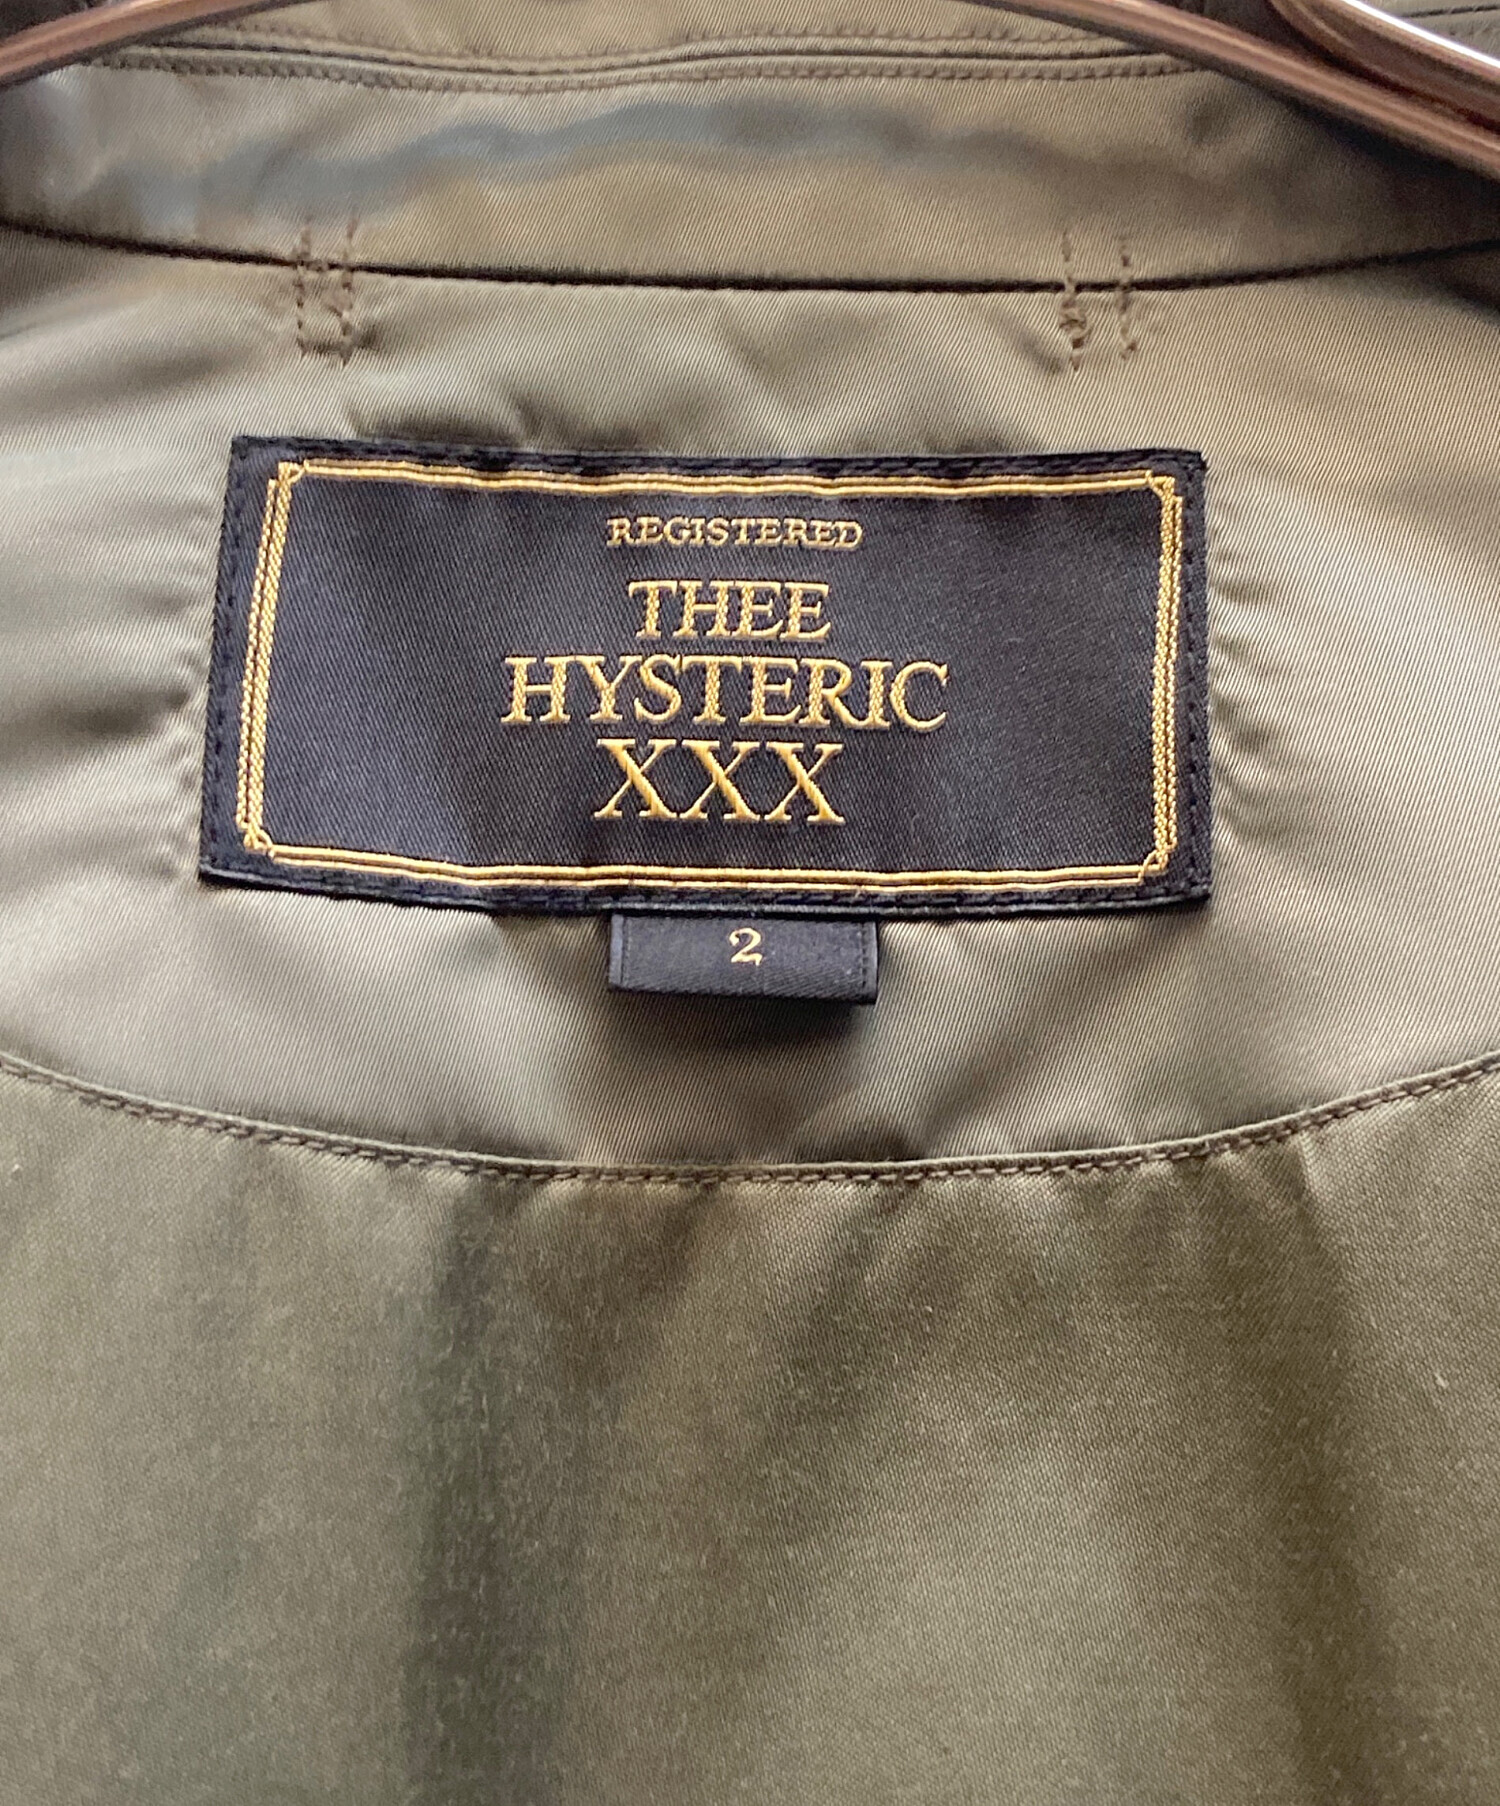 REGISTERED
THEE
HYSTERIC
XXX
2